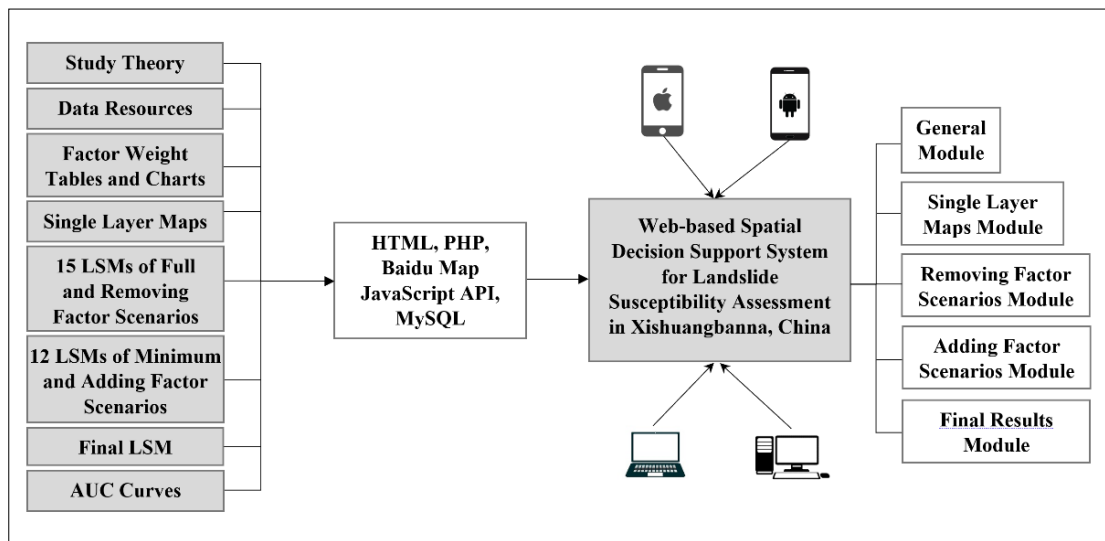 Study Theory
Data Resources
Factor Weight
Tables and Charts
Single Layer Maps
15 LSMs of Full
and Removing
Factor Scenarios
12 LSMs of Minimum
and Adding Factor
Scenarios
Final LSM
AUC Curves
HTML, PHP,
Baidu Map
JavaScript API,
MySQL
Web-based Spatial
Decision Support System
for Landslide
Susceptibility Assessment
in Xishuangbanna, China
General
Module
Single Layer
Maps Module
Removing Factor
Scenarios Module
Adding Factor
Scenarios Module
Final Results
Module